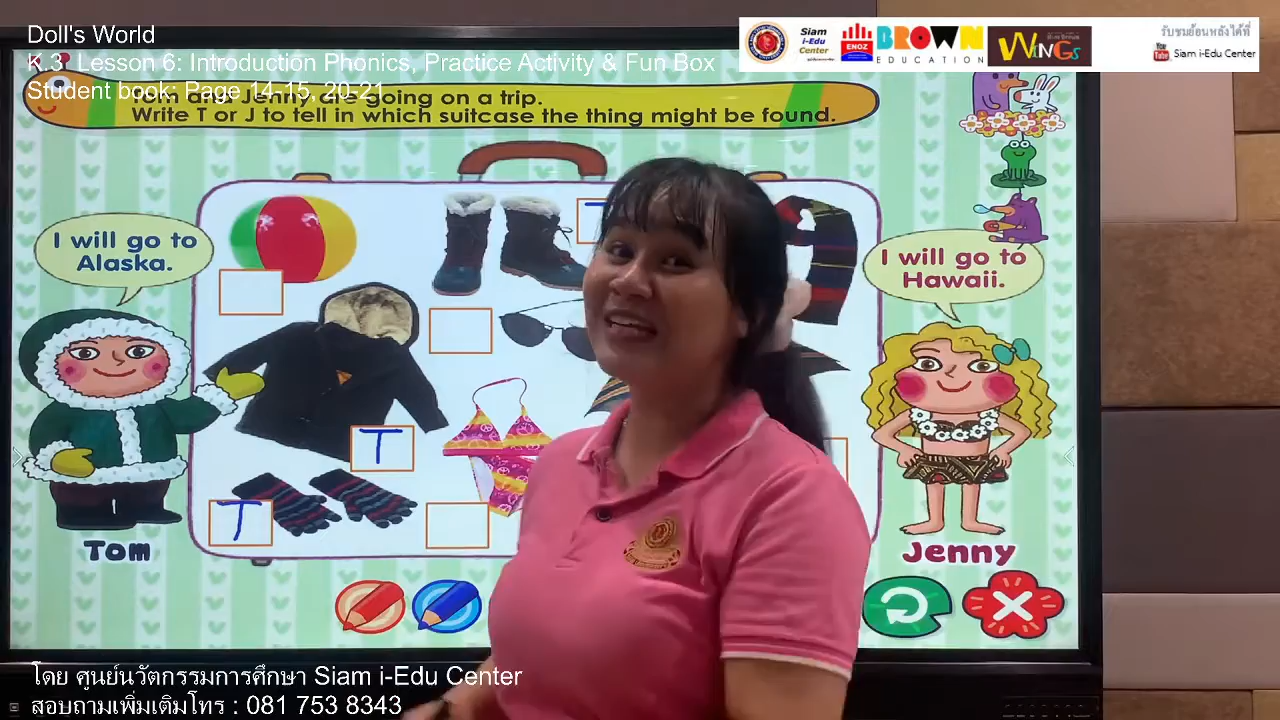 Doll's World
K.3 Lesson 6: Introduction Phonics, Practice Activity & Fun Box
Student book: Page 14-15, 20-21
Siam
i-Edu
Center
ENOZ
BROWN
EDUCATION
WiNGS
รับชมย้อนหลังได้ที่
You
Tube
Siam i-Edu Center
Tom and Jenny are going on a trip.
Write T or J to tell in which suitcase the thing might be found.
I will go to
Alaska.
I will go to
Hawaii.
T
T
T
Tom
Jenny
โดย ศูนย์นวัตกรรมการศึกษา Siam i-Edu Center
สอบถามเพิ่มเติมโทร : 081 753 8343